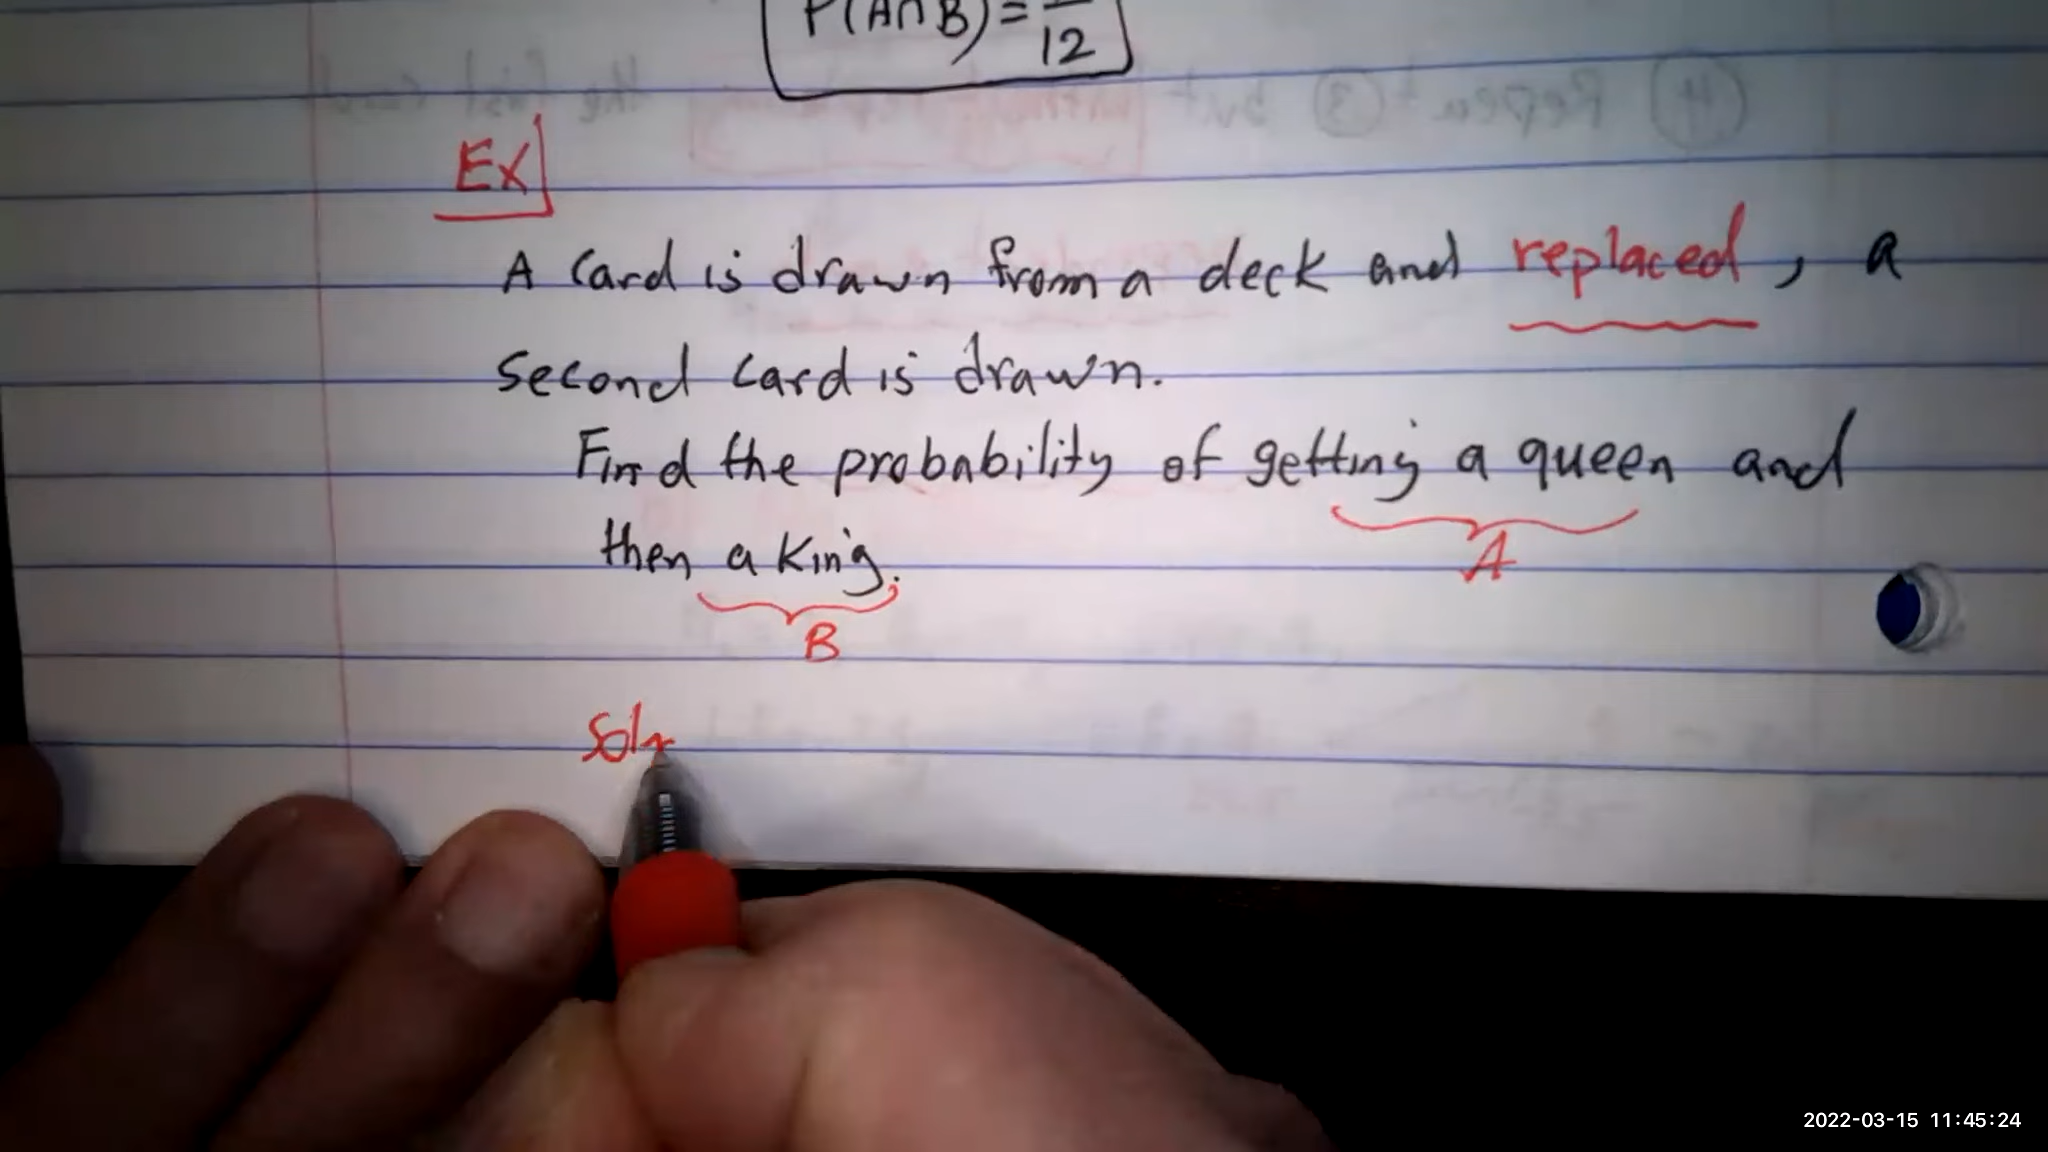 P(A∩B)=
12
Ex
A Card is drawn from a deck and replaced, a
Second Card is drawn.
Find the probability of getting a queen and
A
then a King.
B
Soln
2022-03-15 11:45:24